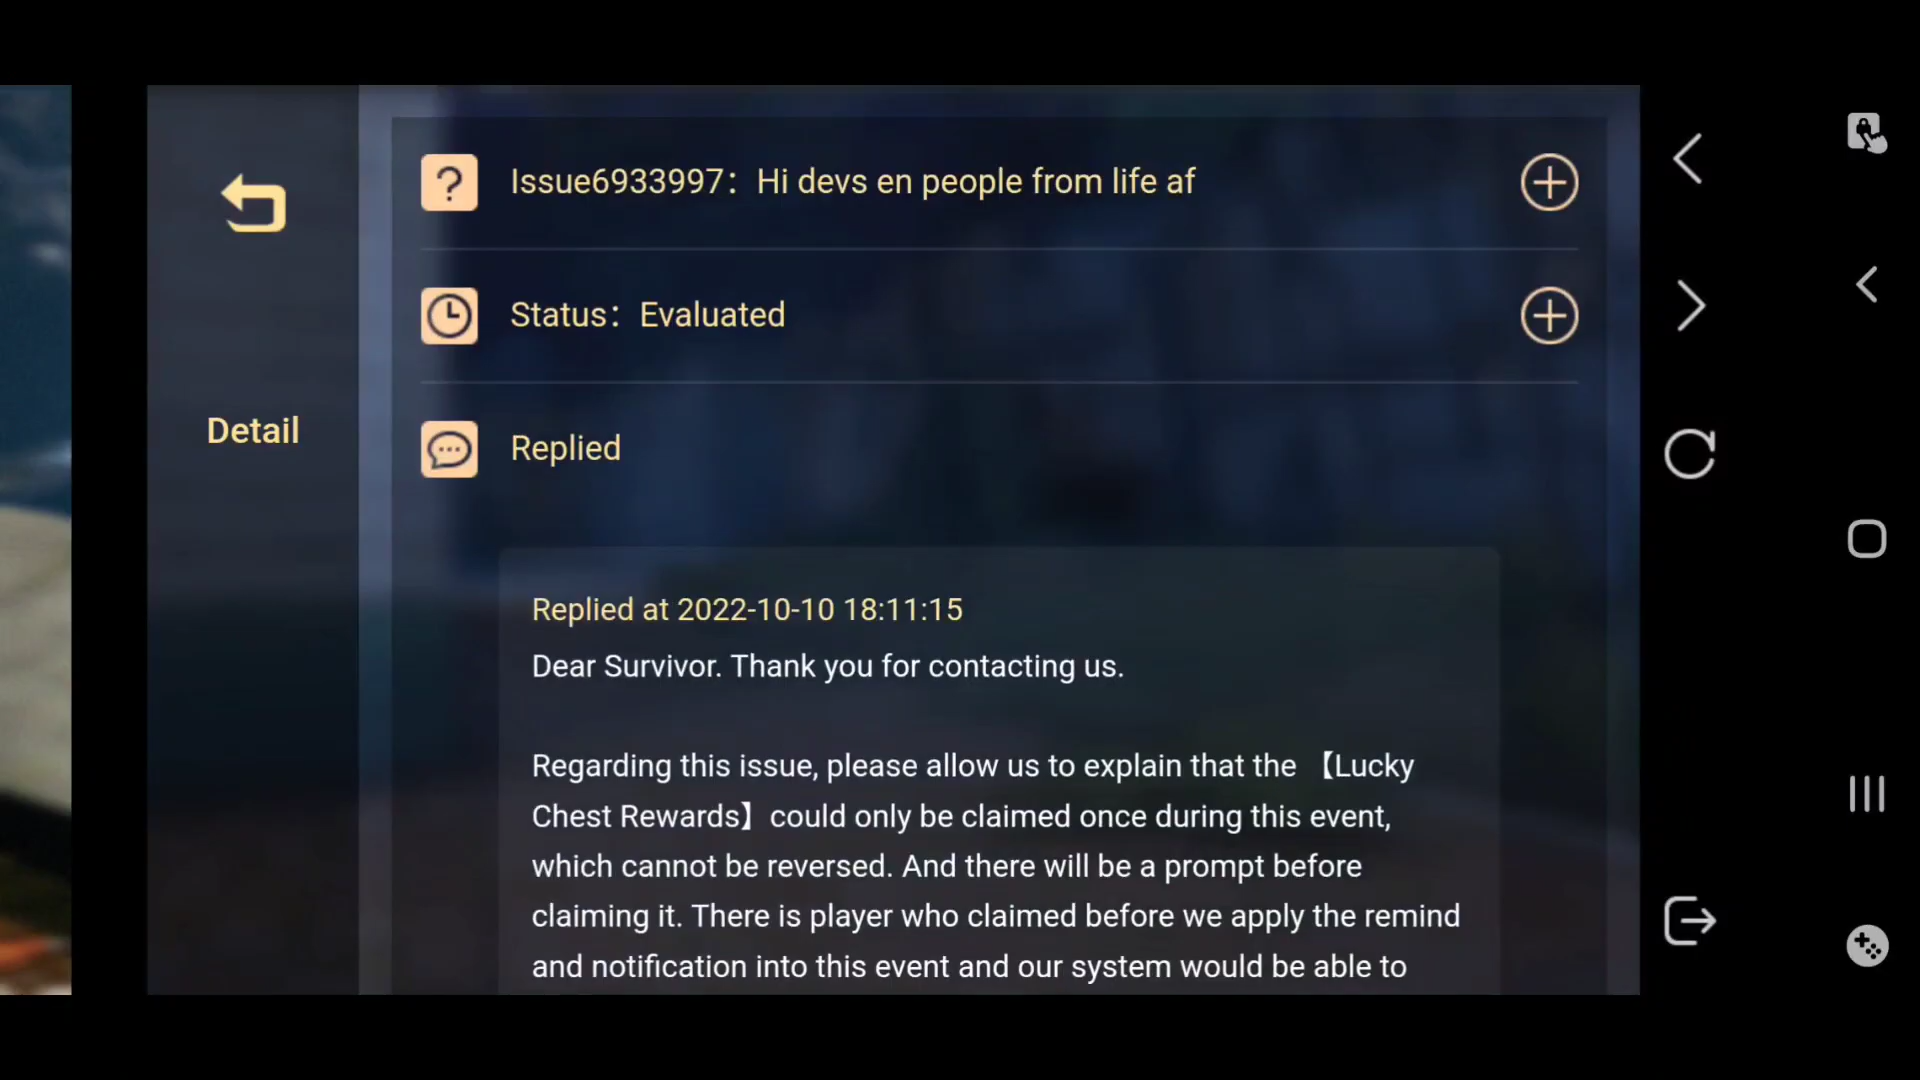 Issue6933997: Hi devs en people from life af
Status: Evaluated
Detail
Replied
Replied at 2022-10-10 18:11:15
Dear Survivor. Thank you for contacting us.
Regarding this issue, please allow us to explain that the 【Lucky
Chest Rewards】could only be claimed once during this event,
which cannot be reversed. And there will be a prompt before
claiming it. There is player who claimed before we apply the remind
and notification into this event and our system would be able to